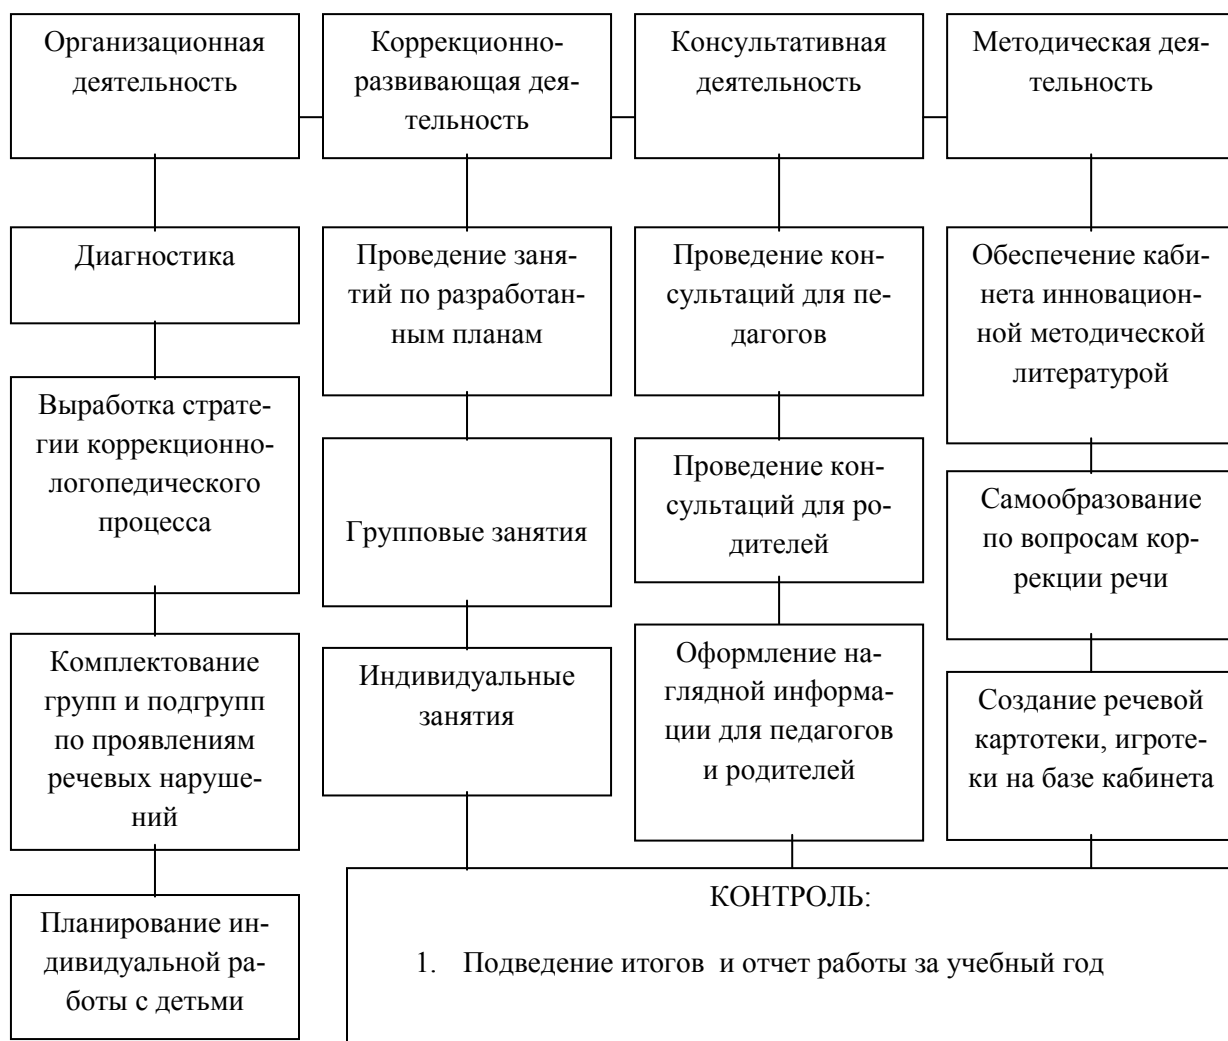 Организационная
деятельность
Коррекционно-
развивающая дея-
тельность
Консультативная
деятельность
Методическая дея-
тельность
Диагностика
Проведение заня-
тий по разработан-
ным планам
Проведение кон-
сультаций для пе-
дагогов
Обеспечение каби-
нета инновацион-
ной методической
литературой
Выработка страте-
гии коррекционно-
логопедического
процесса
Групповые занятия
Проведение кон-
сультаций для ро-
дителей
Самообразование
по вопросам кор-
рекции речи
Комплектование
групп и подгрупп
по проявлениям
речевых наруше-
ний
Индивидуальные
занятия
Оформление на-
глядной информа-
ции для педагогов
и родителей
Создание речевой
картотеки, игроте-
ки на базе кабинета
Планирование ин-
дивидуальной ра-
боты с детьми
КОНТРОЛЬ:
1. Подведение итогов и отчет работы за учебный год